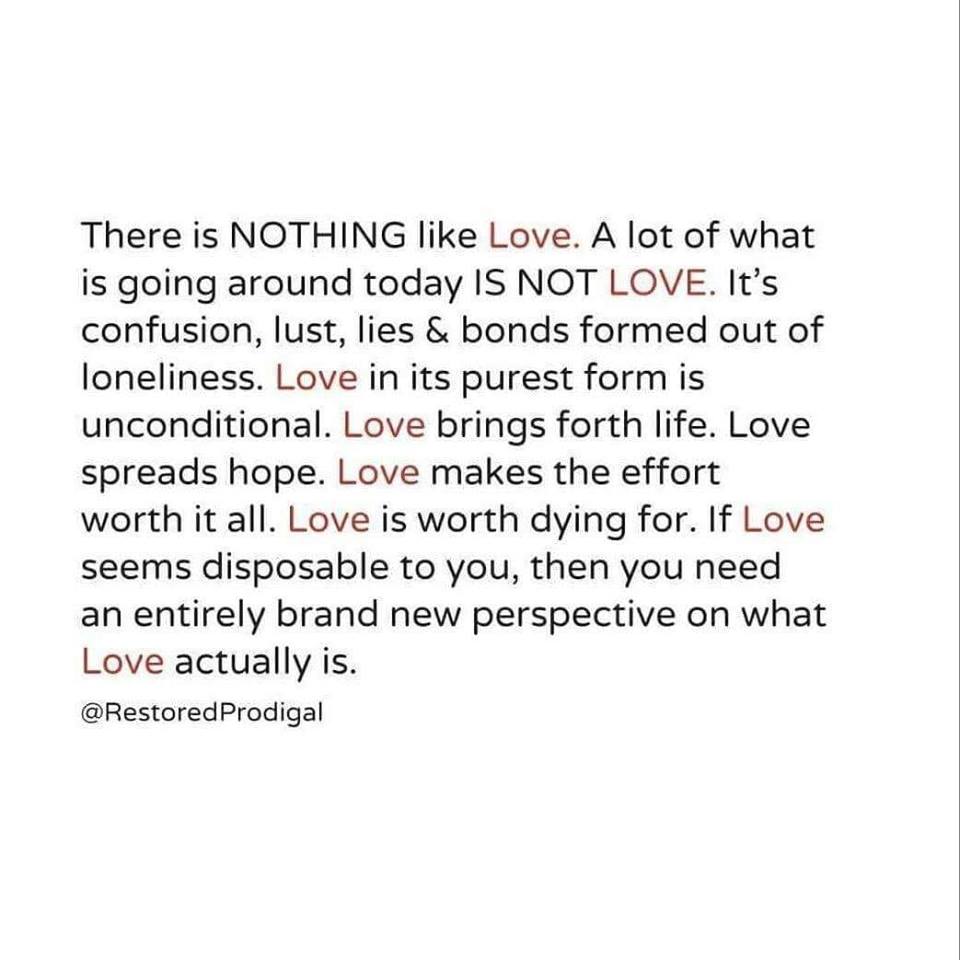 There is NOTHING like Love. A lot of what
is going around today IS NOT LOVE. It’s
confusion, lust, lies & bonds formed out of
loneliness. Love in its purest form is
unconditional. Love brings forth life. Love
spreads hope. Love makes the effort
worth it all. Love is worth dying for. If Love
seems disposable to you, then you need
an entirely brand new perspective on what
Love actually is.
@RestoredProdigal